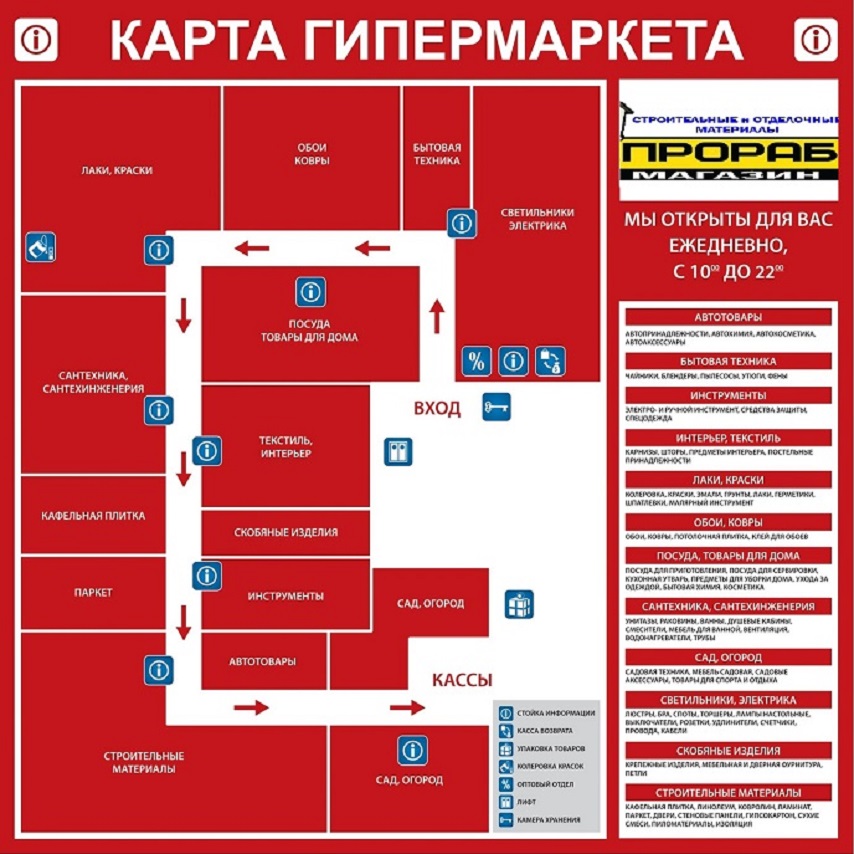 КАРТА ГИПЕРМАРКЕТА
ЛАКИ, КРАСКИ
ОБОИ
КОВРЫ
БЫТОВАЯ
ТЕХНИКА
СВЕТИЛЬНИКИ
ЭЛЕКТРИКА
ПОСУДА
ТОВАРЫ ДЛЯ ДОМА
САНТЕХНИКА,
САНТЕХИНЖЕНЕРИЯ
%
ВХОД
ТЕКСТИЛЬ,
ИНТЕРЬЕР
КАФЕЛЬНАЯ ПЛИТКА
СКОБЯНЫЕ ИЗДЕЛИЯ
ПАРКЕТ
ИНСТРУМЕНТЫ
САД, ОГОРОД
АВТОТОВАРЫ
КАССЫ
СТРОИТЕЛЬНЫЕ
МАТЕРИАЛЫ
САД, ОГОРОД
СТОЙКА ИНФОРМАЦИИ
КАССА ВОЗВРАТА
УПАКОВКА ТОВАРОВ
КОЛЕРОВКА КРАСОК
% ОПТОВЫЙ ОТДЕЛ
ЛИФТ
КАМЕРА ХРАНЕНИЯ
СТРОИТЕЛЬНЫЕ и ОТДЕЛОЧНЫЕ
МАТЕРИАЛЫ
ПРОРАБ
МАГАЗИН
МЫ ОТКРЫТЫ ДЛЯ ВАС
ЕЖЕДНЕВНО,
С 10⁰⁰ ДО 22⁰⁰
АВТОТОВАРЫ
АВТОПРИНАДЛЕЖНОСТИ, АВТОХИМИЯ, АВТОКОСМЕТИКА,
АВТОАКСЕССУАРЫ
БЫТОВАЯ ТЕХНИКА
ЧАЙНИКИ, БЛЕНДЕРЫ, ПЫЛЕСОСЫ, УТЮГИ, ФЕНЫ
ИНСТРУМЕНТЫ
ЭЛЕКТРО- И РУЧНОЙ ИНСТРУМЕНТ, СРЕДСТВА ЗАЩИТЫ,
СПЕЦОДЕЖДА
ИНТЕРЬЕР, ТЕКСТИЛЬ
КАРНИЗЫ, ШТОРЫ, ПРЕДМЕТЫ ИНТЕРЬЕРА, ПОСТЕЛЬНЫЕ
ПРИНАДЛЕЖНОСТИ
ЛАКИ, КРАСКИ
КОЛЕРОВКА, КРАСКИ, ЭМАЛИ, ГРУНТЫ, ЛАКИ, ГЕРМЕТИКИ,
ШПАТЛЕВКИ, МАЛЯРНЫЙ ИНСТРУМЕНТ
ОБОИ, КОВРЫ
ОБОИ, КОВРЫ, ПОТОЛОЧНАЯ ПЛИТКА, КЛЕЙ ДЛЯ ОБОЕВ
ПОСУДА, ТОВАРЫ ДЛЯ ДОМА
ПОСУДА ДЛЯ ПРИГОТОВЛЕНИЯ, ПОСУДА ДЛЯ СЕРВИРОВКИ,
КУХОННАЯ УТВАРЬ, ПРЕДМЕТЫ ДЛЯ УБОРКИ ДОМА, УХОДА ЗА
ОДЕЖДОЙ, БЫТОВАЯ ХИМИЯ, КОСМЕТИКА
САНТЕХНИКА, САНТЕХИНЖЕНЕРИЯ
УНИТАЗЫ, РАКОВИНЫ, ВАННЫ, ДУШЕВЫЕ КАБИНЫ,
СМЕСИТЕЛИ, МЕБЕЛЬ ДЛЯ ВАННОЙ, ВЕНТИЛЯЦИЯ,
ВОДОНАГРЕВАТЕЛИ, ТРУБЫ
САД, ОГОРОД
САДОВАЯ ТЕХНИКА, МЕБЕЛЬ САДОВАЯ, САДОВЫЕ
АКСЕССУАРЫ, ТОВАРЫ ДЛЯ СПОРТА И ОТДЫХА
СВЕТИЛЬНИКИ, ЭЛЕКТРИКА
ЛЮСТРЫ, БРА, СПОТЫ, ТОРШЕРЫ, ЛАМПЫ НАСТОЛЬНЫЕ,
ВЫКЛЮЧАТЕЛИ, РОЗЕТКИ, УДЛИНИТЕЛИ, СЧЕТЧИКИ,
ПРОВОДА, КАБЕЛИ
СКОБЯНЫЕ ИЗДЕЛИЯ
КРЕПЕЖНЫЕ ИЗДЕЛИЯ, МЕБЕЛЬНАЯ И ДВЕРНАЯ ФУРНИТУРА,
ПЕТЛИ
СТРОИТЕЛЬНЫЕ МАТЕРИАЛЫ
КАФЕЛЬНАЯ ПЛИТКА, ЛИНОЛЕУМ, КОВРОЛИН, ЛАМИНАТ,
ПАРКЕТ, ДВЕРИ, СТЕНОВЫЕ ПАНЕЛИ, ГИПСОКАРТОН, СУХИЕ
СМЕСИ, ПИЛОМАТЕРИАЛЫ, ИЗОЛЯЦИЯ